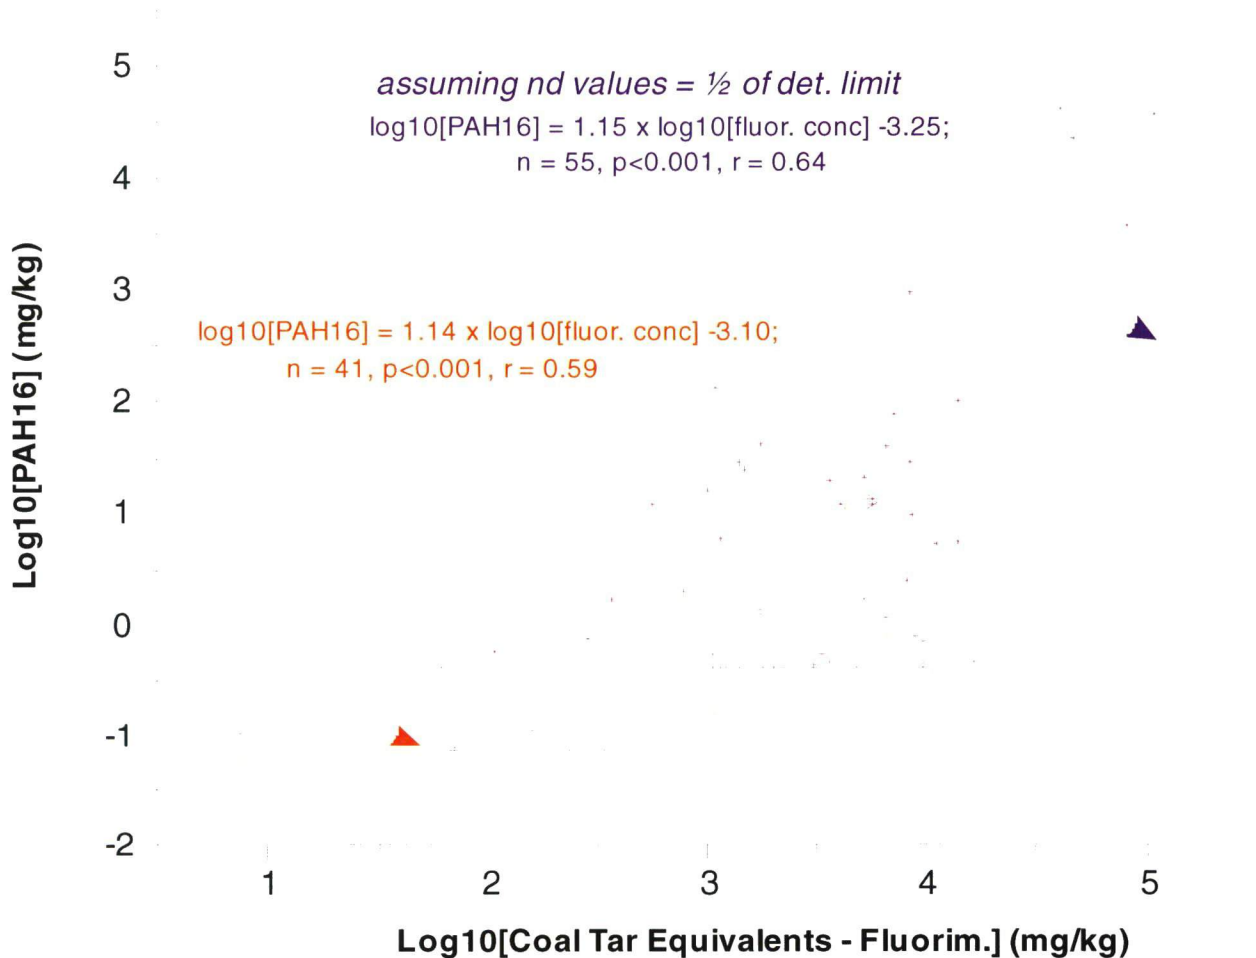 5
assuming nd values = ½ of det. limit
log10[PAH16] = 1.15 x log10[fluor. conc] -3.25;
n = 55, p<0.001, r = 0.64
4
3
log10[PAH16] = 1.14 x log10[fluor. conc] -3.10;
n = 41, p<0.001, r = 0.59
2
1
0
-1
-2
Log10[PAH16] (mg/kg)
1 2 3 4 5
Log10[Coal Tar Equivalents - Fluorim.] (mg/kg)